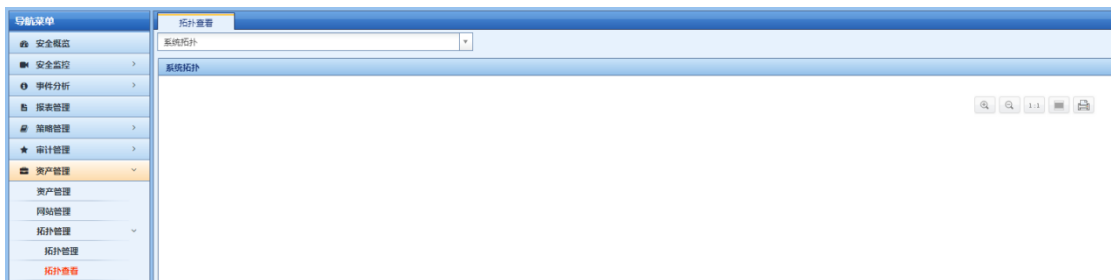 导航菜单
安全概览
安全监控
事件分析
报表管理
策略管理
审计管理
资产管理
资产管理
网站管理
拓扑管理
拓扑管理
拓扑查看
拓扑查看
系统拓扑
系统拓扑
1:1